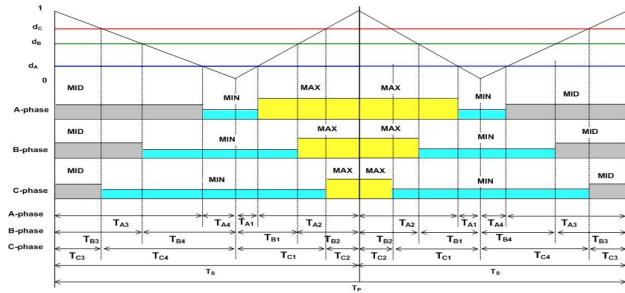 1
dC
dB
dA
0
MID MAX MAX MID
MIN MIN
A-phase
MID MAX MAX MID
MIN MIN
B-phase
MID MIN MAX MAX MIN MID
C-phase
A-phase
TA3 TA4 TA1 TA2 TA2 TA1 TA4 TA3
B-phase
TB3 TB4 TB1 TB2 TB2 TB1 TB4 TB3
C-phase
TC3 TC4 TC1 TC2 TC2 TC1 TC4 TC3
TS TS
TP